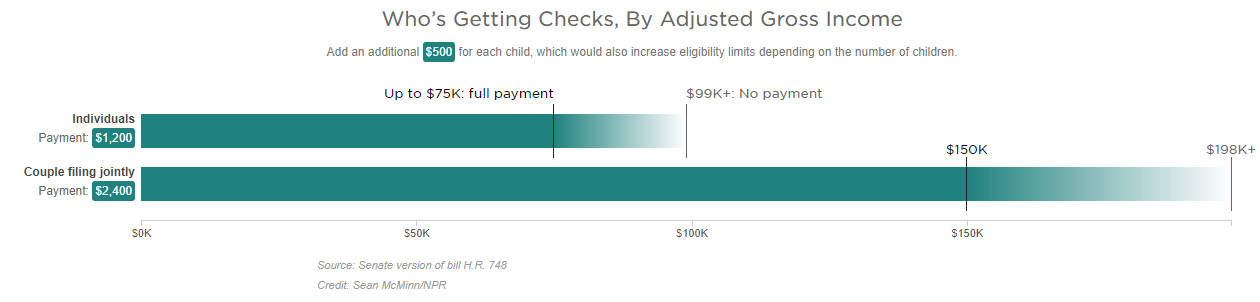 Who's Getting Checks, By Adjusted Gross Income
Add an additional $500 for each child, which would also increase eligibility limits depending on the number of children.
Up to $75K: full payment
$99K+: No payment
Individuals
Payment: $1,200
$150K
$198K+
Couple filing jointly
Payment: $2,400
$0K
$50K
$100K
$150K
Source: Senate version of bill H.R. 748
Credit: Sean McMinn/NPR